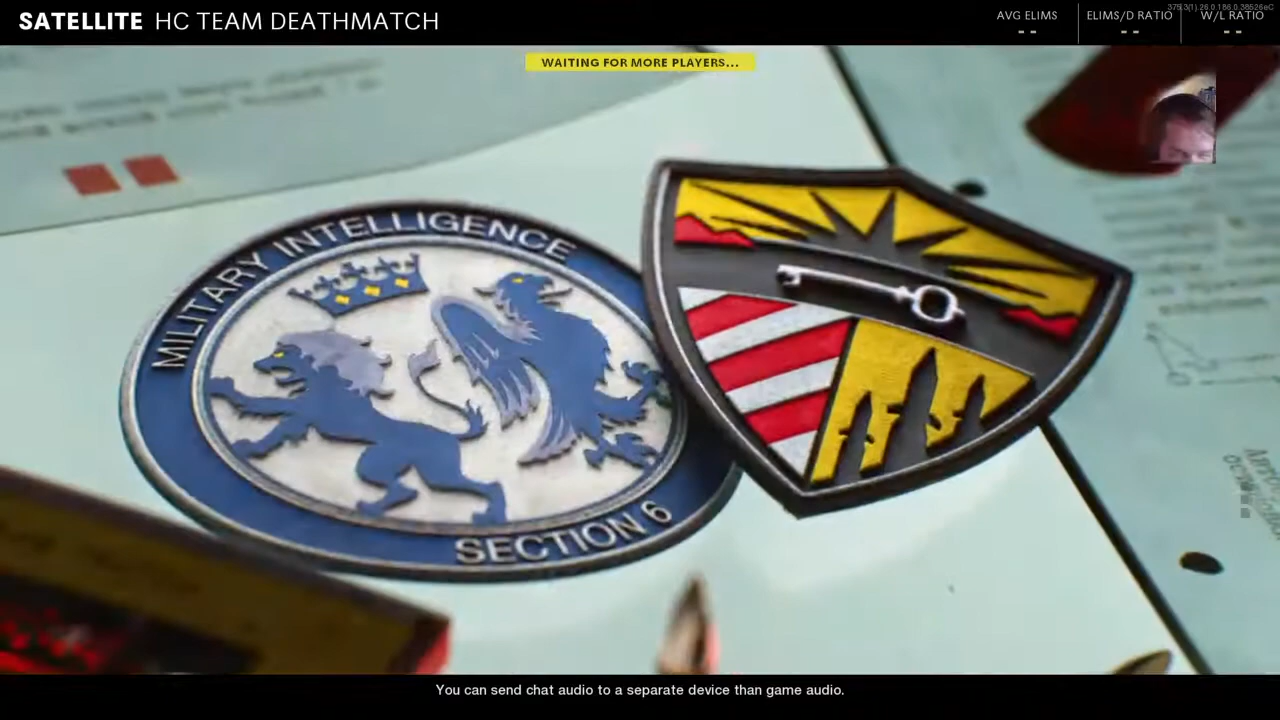 SATELLITE HC TEAM DEATHMATCH
AVG ELIMS
--
ELIMS/D RATIO
--
W/L RATIO
--
WAITING FOR MORE PLAYERS...
MILITARY INTELLIGENCE
SECTION 6
You can send chat audio to a separate device than game audio.